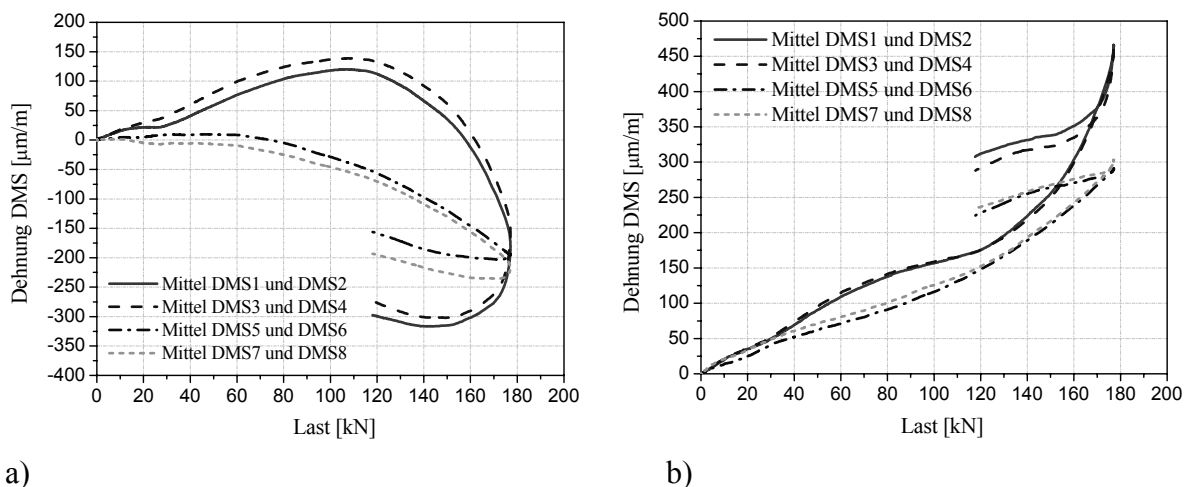 200
150
100
50
0
-50
-100
-150
-200
-250
-300
-350
-400
Dehnung DMS [µm/m]
Mittel DMS1 und DMS2
Mittel DMS3 und DMS4
Mittel DMS5 und DMS6
Mittel DMS7 und DMS8
0 20 40 60 80 100 120 140 160 180 200
Last [kN]
a)
500
450
400
350
300
250
200
150
100
50
0
Dehnung DMS [µm/m]
Mittel DMS1 und DMS2
Mittel DMS3 und DMS4
Mittel DMS5 und DMS6
Mittel DMS7 und DMS8
0 20 40 60 80 100 120 140 160 180 200
Last [kN]
b)